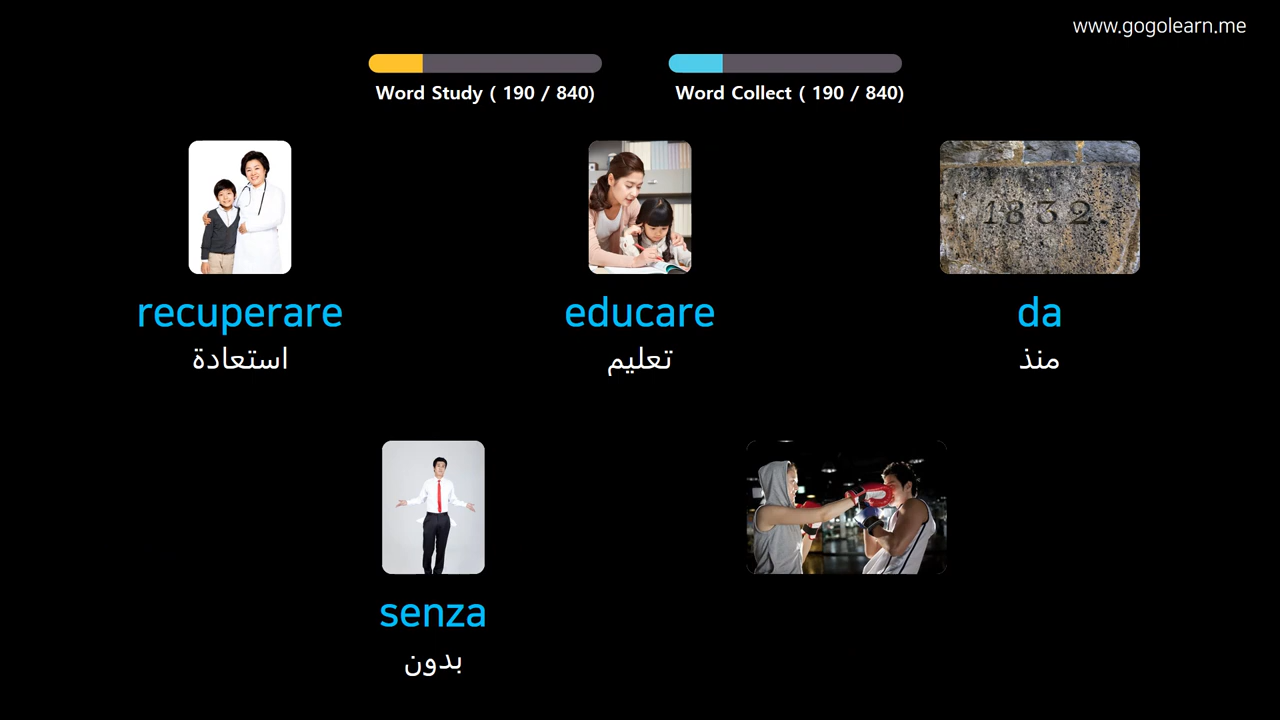 www.gogolearn.me
Word Study ( 190 / 840)
Word Collect ( 190 / 840)
1832
recuperare
استعادة
educare
تعليم
da
منذ
senza
بدون